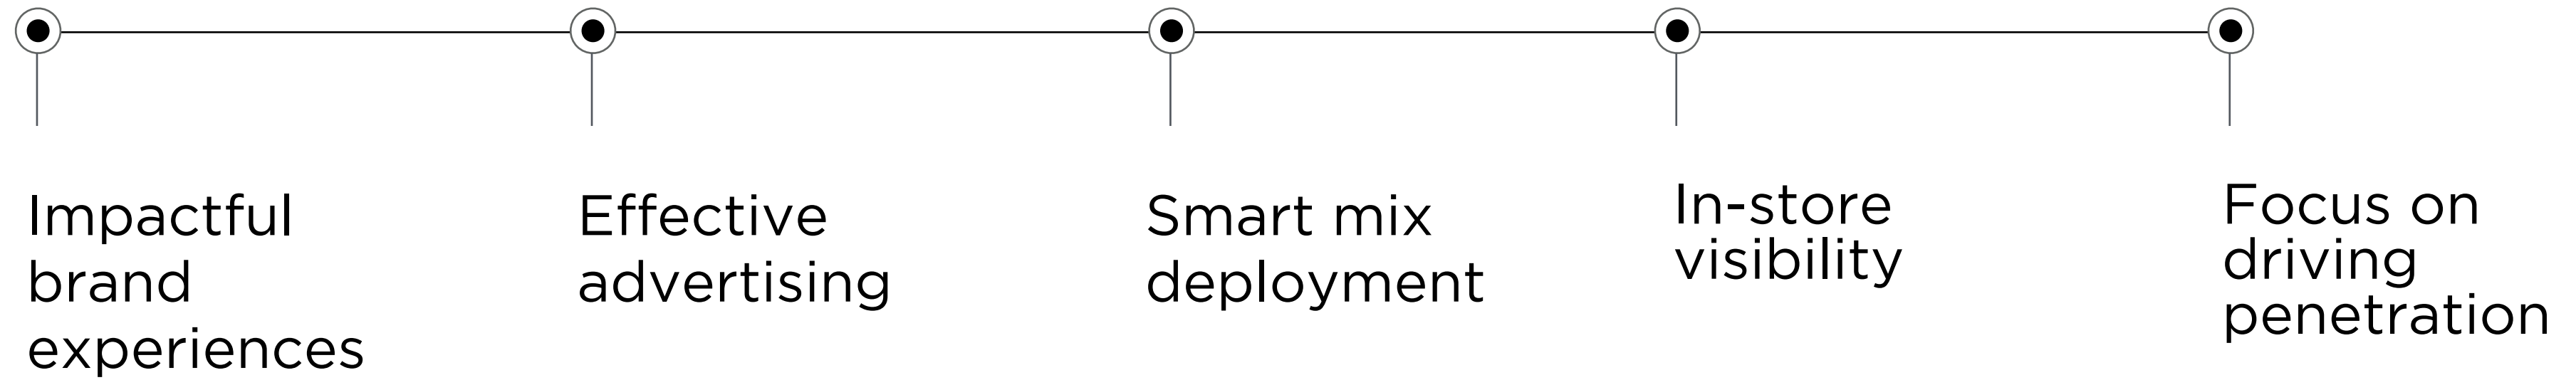 Impactful
brand
experiences
Effective
advertising
Smart mix
deployment
In-store
visibility
Focus on
driving
penetration